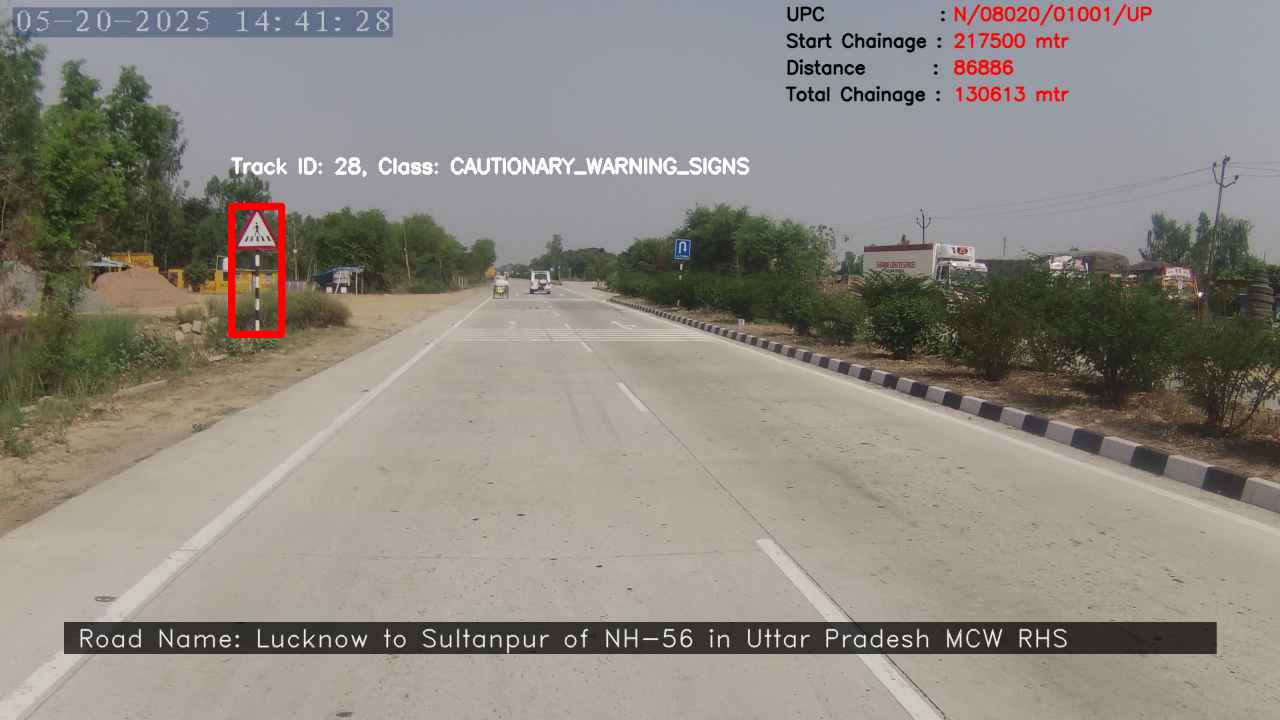 05-20-2025 14:41:28
UPC : N/08020/01001/UP
Start Chainage : 217500 mtr
Distance : 86886
Total Chainage : 130613 mtr
Track ID: 28, Class: CAUTIONARY_WARNING_SIGNS
Road Name: Lucknow to Sultanpur of NH-56 in Uttar Pradesh MCW RHS